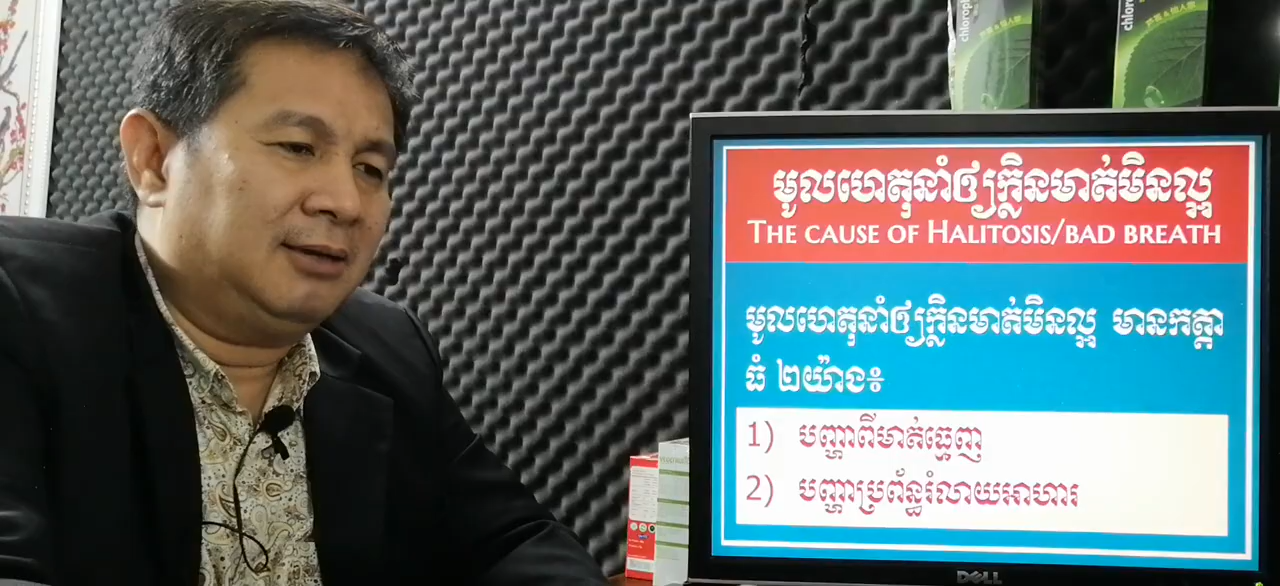 chloroph
មូលហេតុនាំឲ្យក្លិនមាត់មិនល្អ
THE CAUSE OF HALITOSIS/BAD BREATH
មូលហេតុនាំឲ្យក្លិនមាត់មិនល្អ មានកត្តា
ធំ ២យ៉ាង៖
1) បញ្ហាពីមាត់ធ្មេញ
2) បញ្ហាប្រព័ន្ធរំលាយអាហារ
DELL